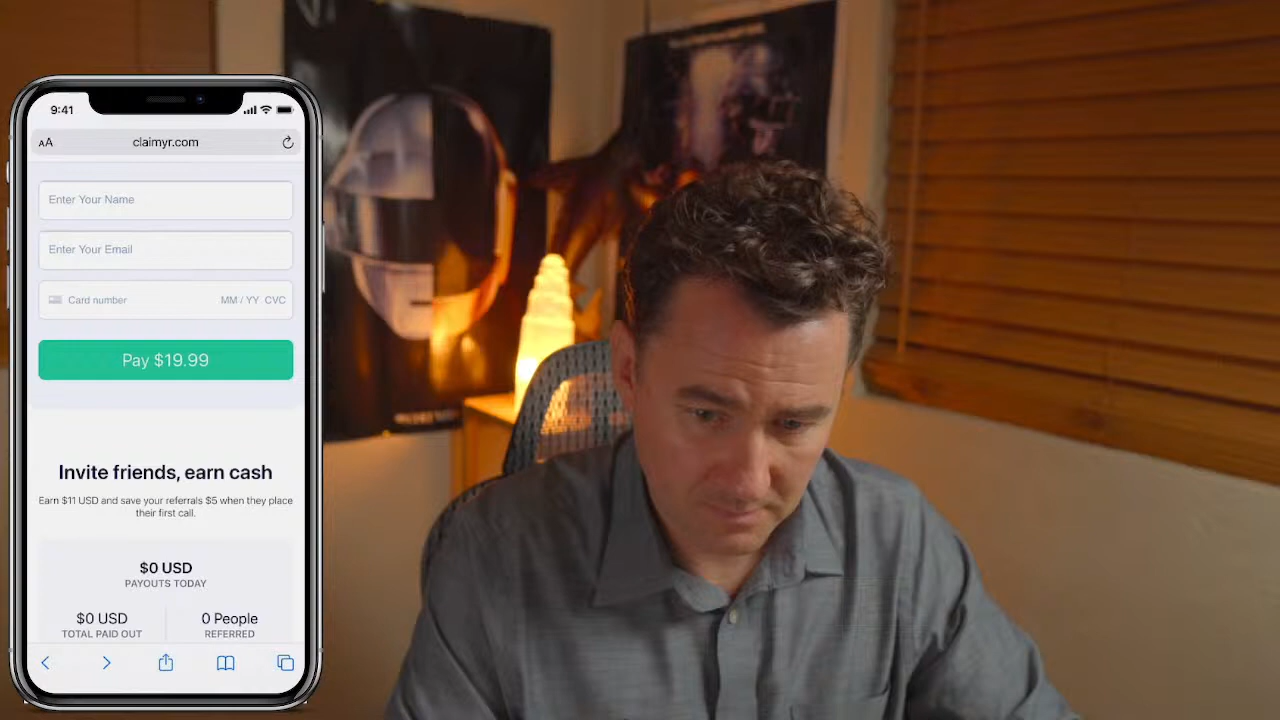 9:41
AA
claimyr.com
Enter Your Name
Enter Your Email
Card number MM / YY CVC
Pay $19.99
Invite friends, earn cash
Earn $11 USD and save your referrals $5 when they place
their first call.
$0 USD
PAYOUTS TODAY
$0 USD
TOTAL PAID OUT
0 People
REFERRED